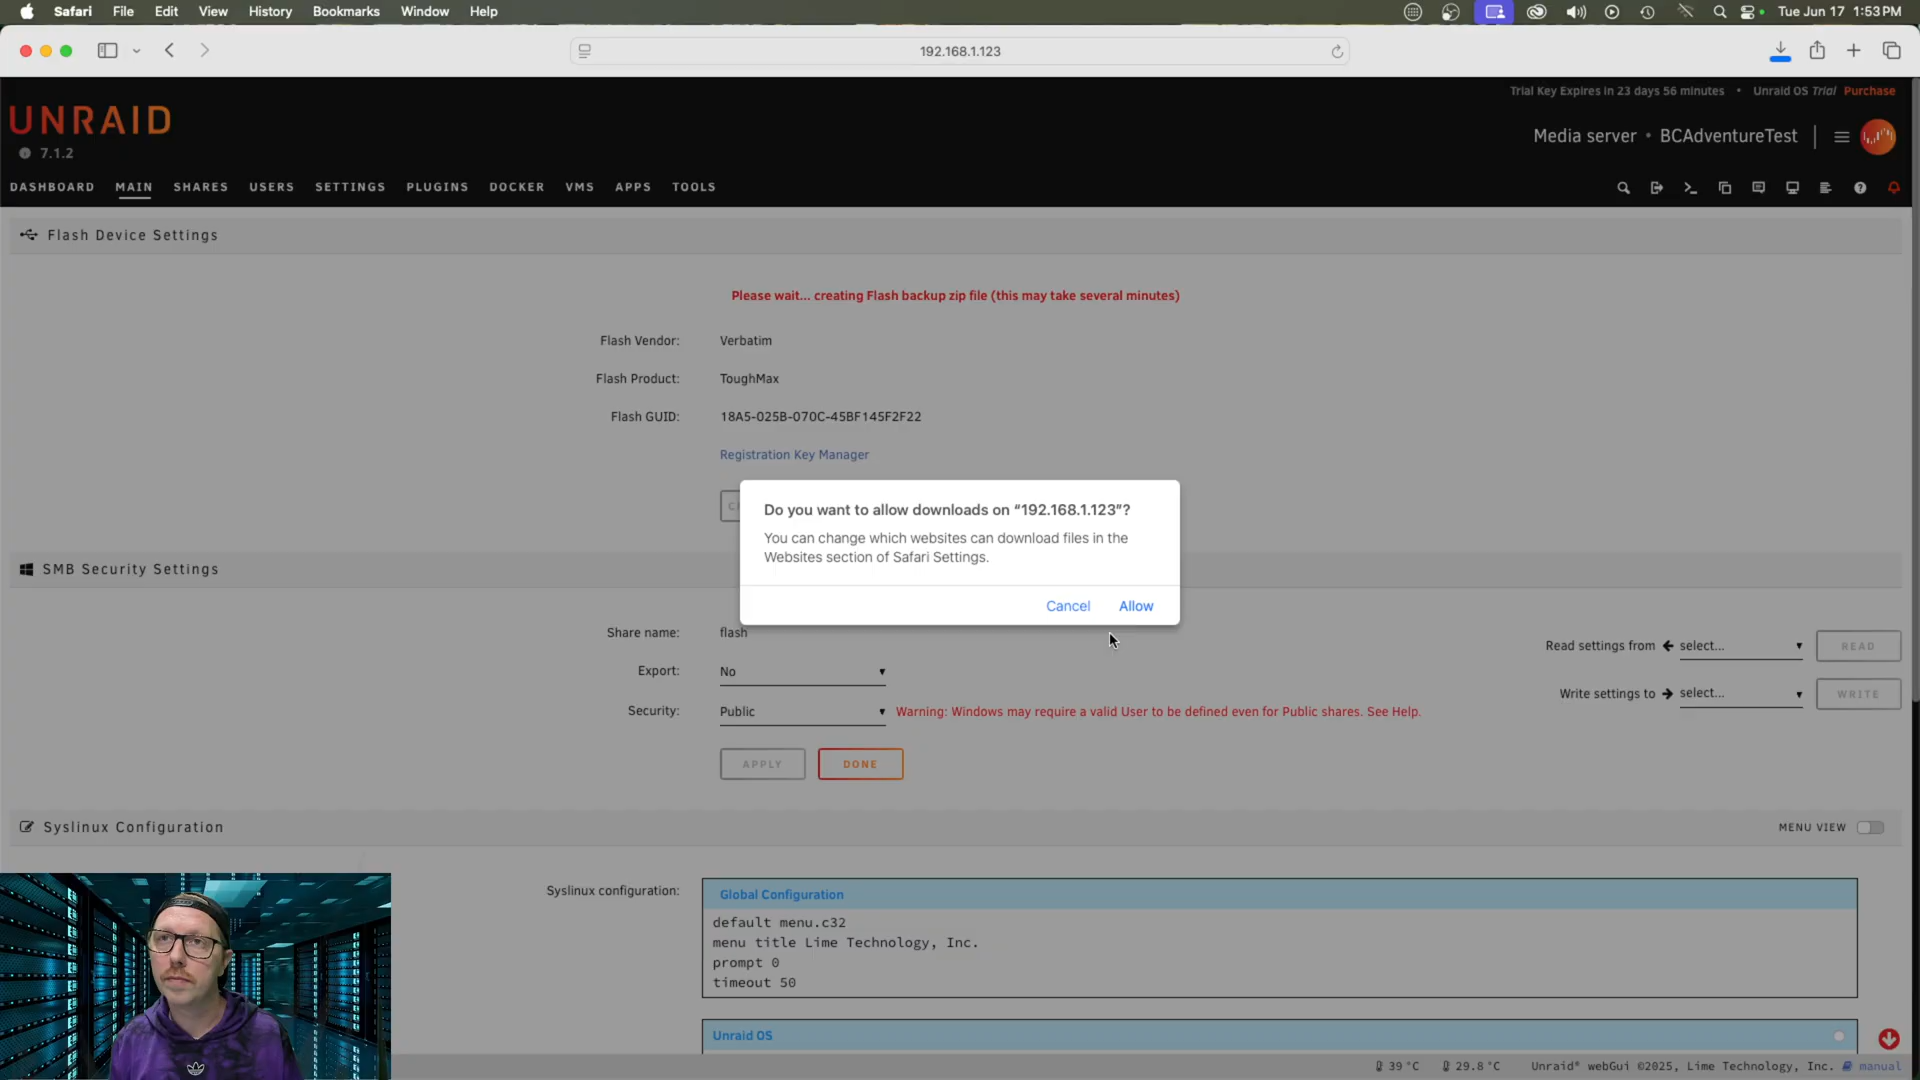 Safari File Edit View History Bookmarks Window Help Tue Jun 17 1:53 PM
192.168.1.123
Trial Key Expires in 23 days 56 minutes • Unraid OS Trial Purchase
UNRAID
7.1.2
Media server • BCAdventureTest
DASHBOARD MAIN SHARES USERS SETTINGS PLUGINS DOCKER VMS APPS TOOLS
Flash Device Settings
Please wait... creating Flash backup zip file (this may take several minutes)
Flash Vendor: Verbatim
Flash Product: ToughMax
Flash GUID: 18A5-025B-070C-45BF145F2F22
Registration Key Manager
Do you want to allow downloads on “192.168.1.123”?
You can change which websites can download files in the
Websites section of Safari Settings.
Cancel Allow
SMB Security Settings
Share name: flash
Export: No
Security: Public Warning: Windows may require a valid User to be defined even for Public shares. See Help.
Read settings from select... READ
Write settings to select... WRITE
APPLY DONE
Syslinux Configuration
MENU VIEW
Syslinux configuration:
Global Configuration
default menu.c32
menu title Lime Technology, Inc.
prompt 0
timeout 50
Unraid OS
39 °C 29.8 °C Unraid® webGui ©2025, Lime Technology, Inc. manual